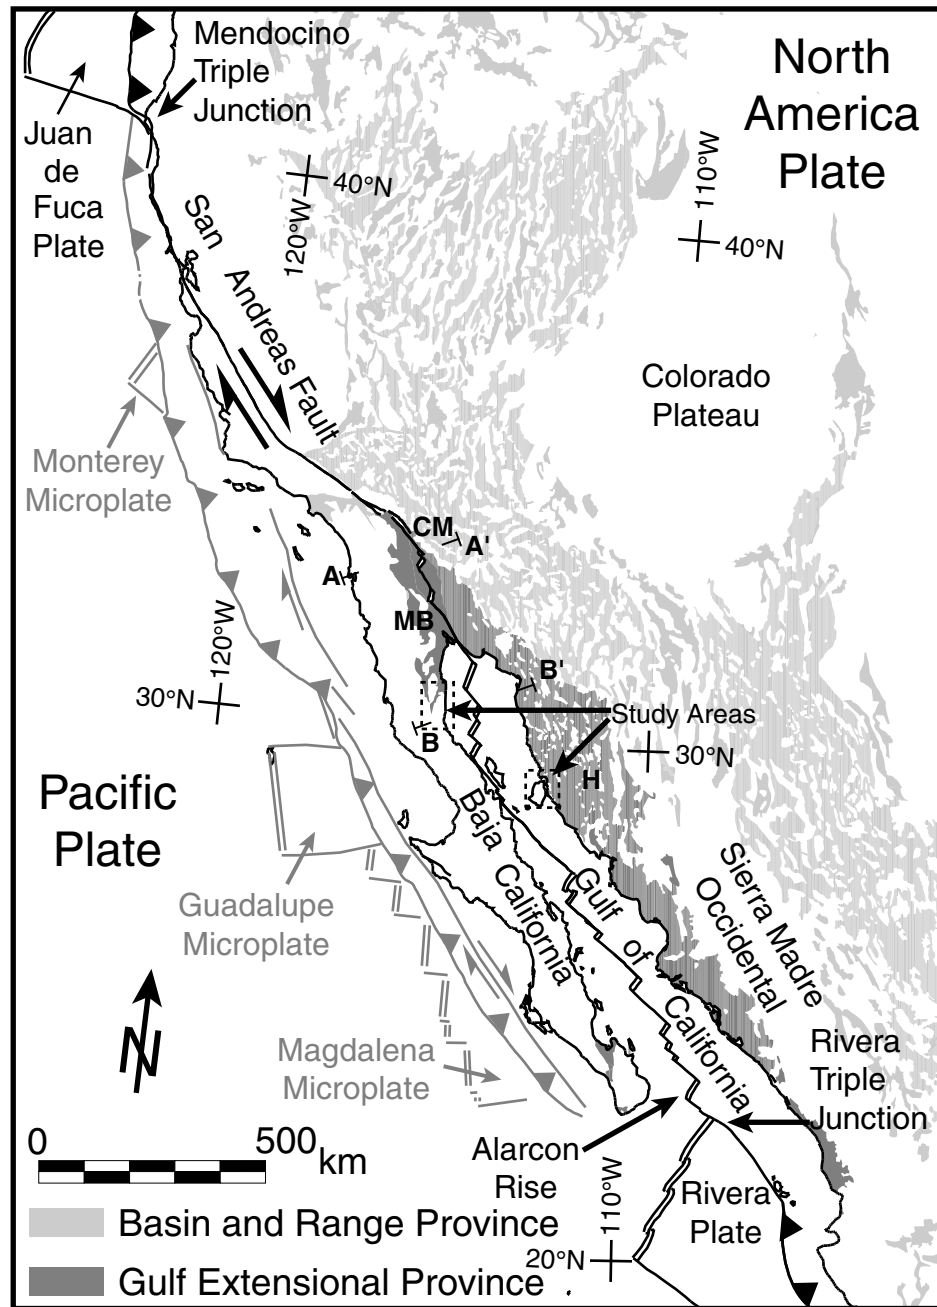 Mendocino
Triple
Junction
North
America
Plate
Juan
de
Fuca
Plate
40°N
120°W
110°W
40°N
San
Andreas Fault
Colorado
Plateau
Monterey
Microplate
CM
A'
A
MB
B'
120°W
30°N
Study Areas
B
30°N
H
Pacific
Plate
Baja
California
Gulf
of
California
Sierra Madre
Occidental
Guadalupe
Microplate
N
Magdalena
Microplate
Rivera
Triple
Junction
Alarcon
Rise
Rivera
Plate
110°W
20°N
0
500
km
Basin and Range Province
Gulf Extensional Province